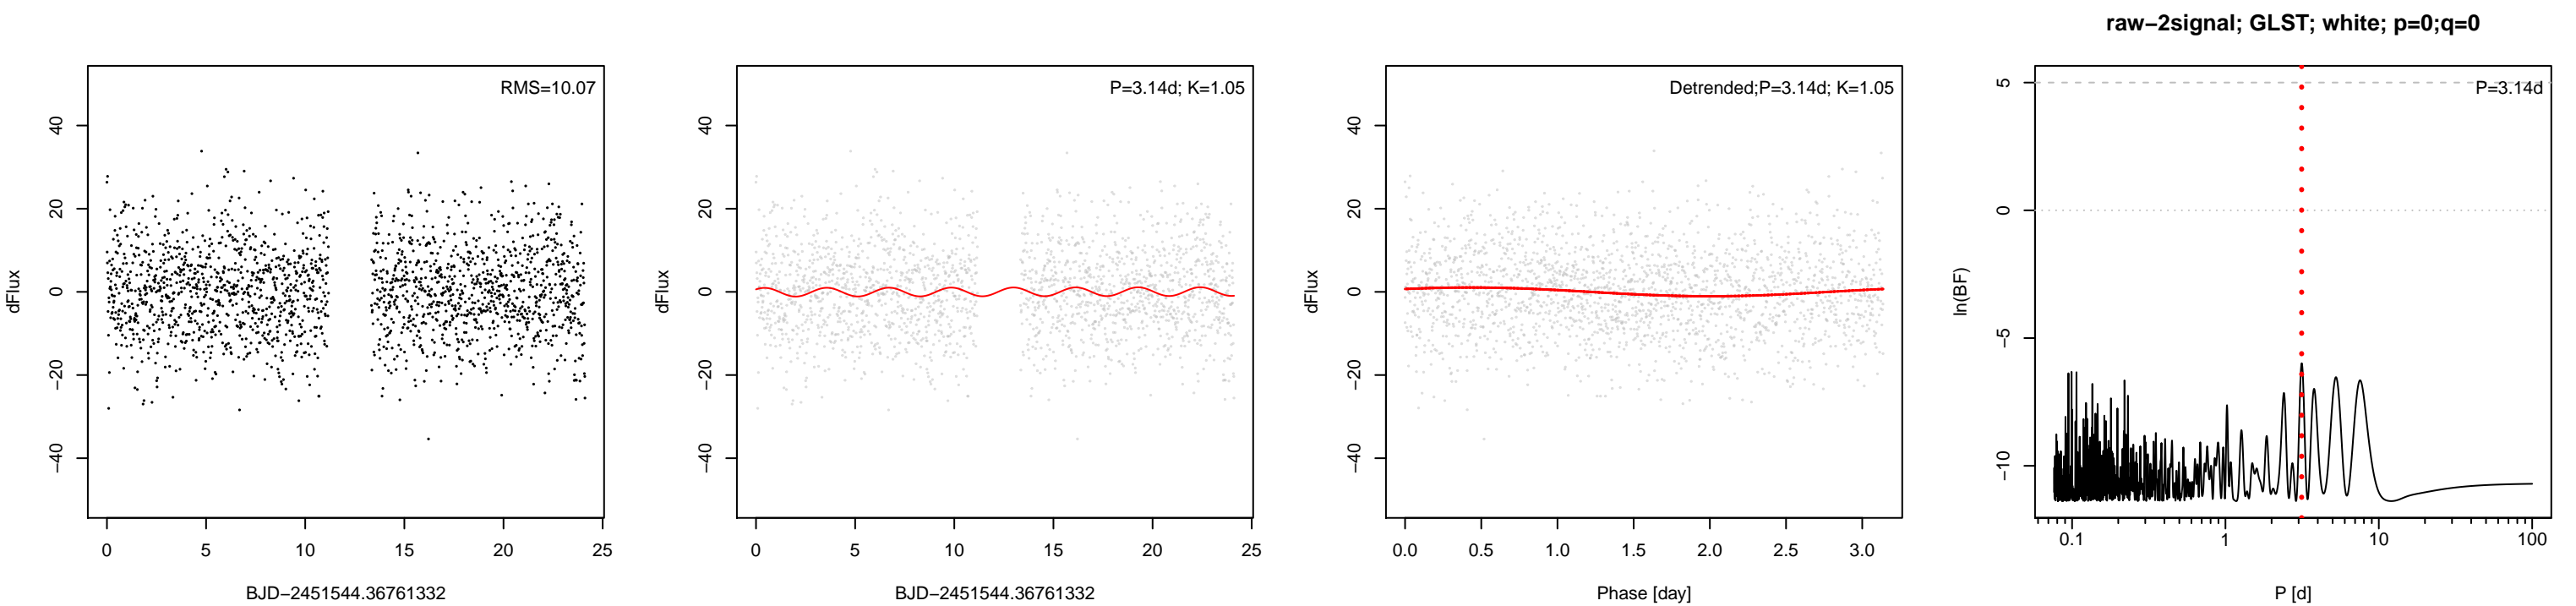 raw−2signal; GLST; white; p=0;q=0
RMS=10.07
dFlux
−40 −20 0 20 40
0 5 10 15 20 25
BJD−2451544.36761332
P=3.14d; K=1.05
dFlux
−40 −20 0 20 40
0 5 10 15 20 25
BJD−2451544.36761332
Detrended;P=3.14d; K=1.05
dFlux
−40 −20 0 20 40
0.0 0.5 1.0 1.5 2.0 2.5 3.0
Phase [day]
P=3.14d
ln(BF)
−10 −5 0 5
0.1 1 10 100
P [d]